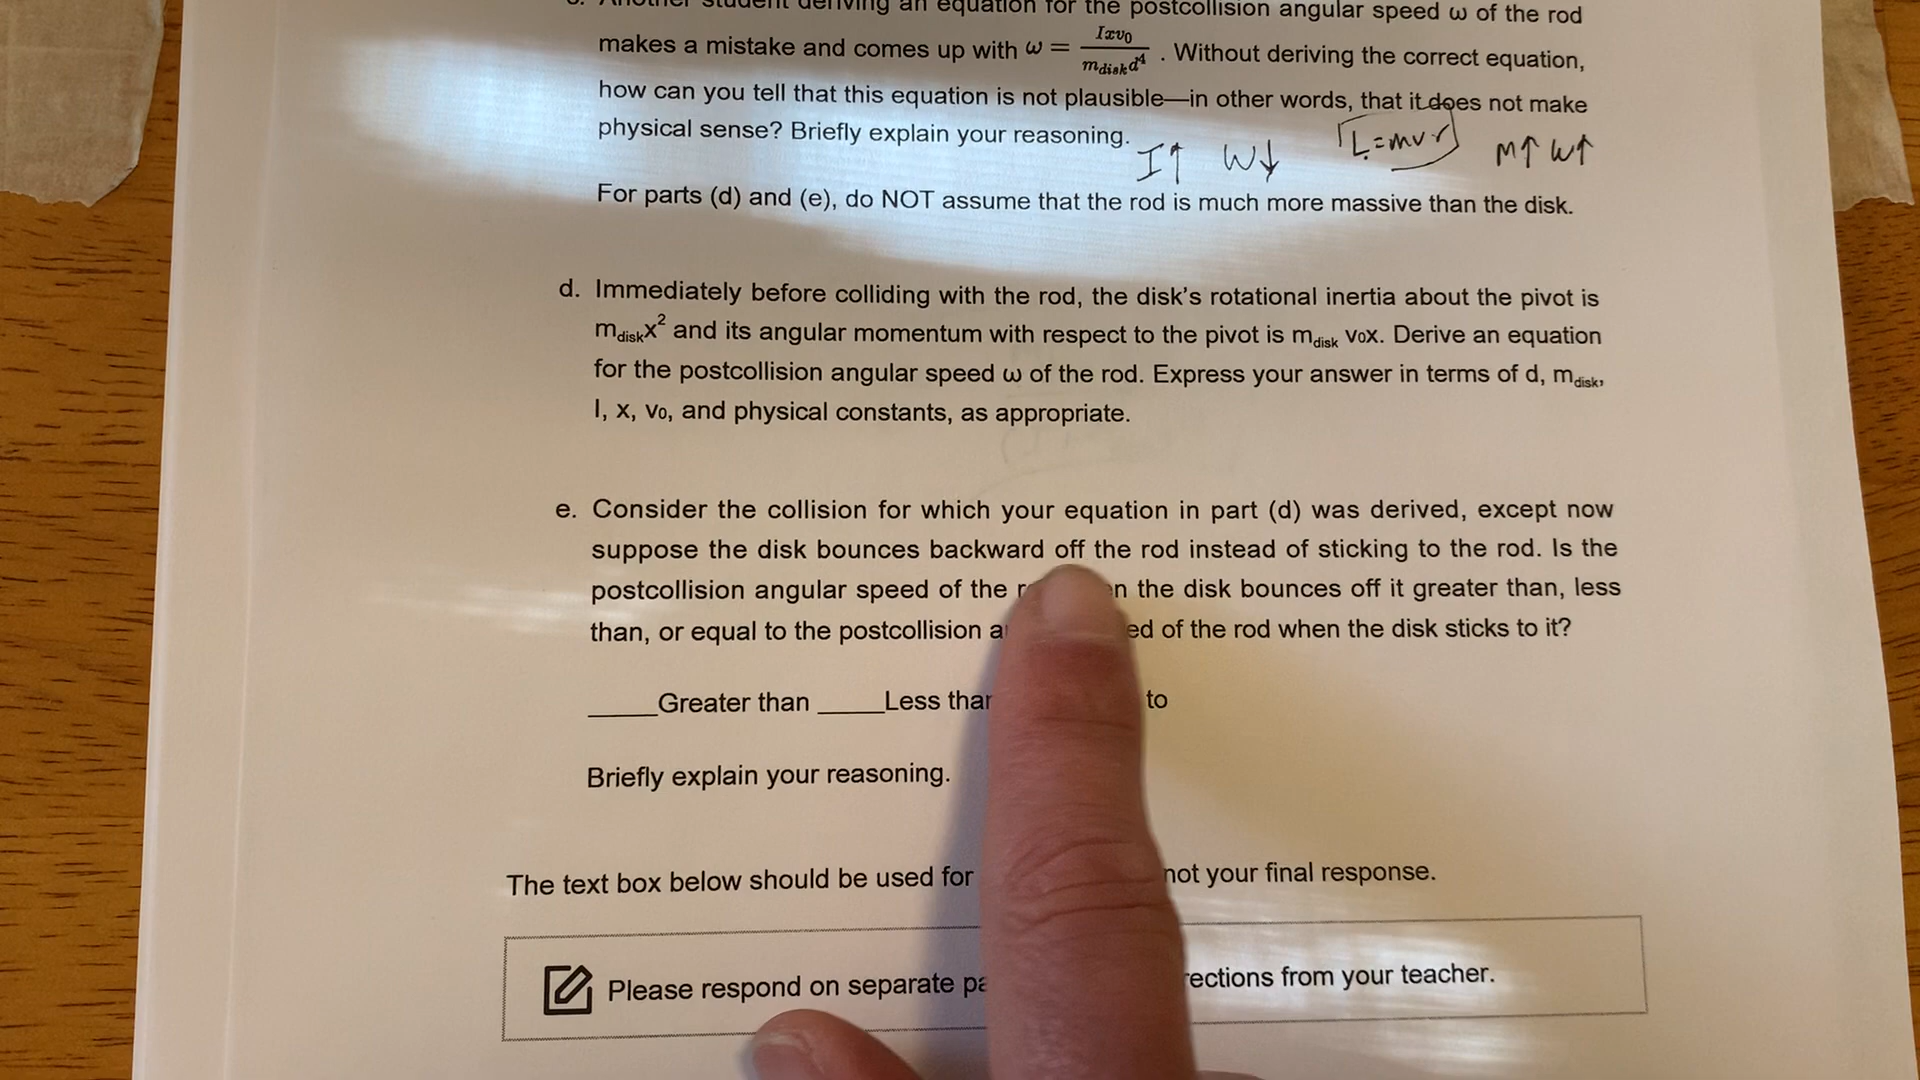 c. Another student deriving an equation for the postcollision angular speed ω of the rod
makes a mistake and comes up with ω = Ixv₀ / m_disk d⁴ . Without deriving the correct equation,
how can you tell that this equation is not plausible—in other words, that it does not make
physical sense? Briefly explain your reasoning.
I↑ W↓ L=mvr M↑ W↑
For parts (d) and (e), do NOT assume that the rod is much more massive than the disk.
d. Immediately before colliding with the rod, the disk's rotational inertia about the pivot is
m_disk x² and its angular momentum with respect to the pivot is m_disk v₀x. Derive an equation
for the postcollision angular speed ω of the rod. Express your answer in terms of d, m_disk,
I, x, v₀, and physical constants, as appropriate.
e. Consider the collision for which your equation in part (d) was derived, except now
suppose the disk bounces backward off the rod instead of sticking to the rod. Is the
postcollision angular speed of the the disk bounces off it greater than, less
than, or equal to the postcollision of the rod when the disk sticks to it?
_____Greater than _____Less than to
Briefly explain your reasoning.
The text box below should be used for not your final response.
Please respond on separate from your teacher.